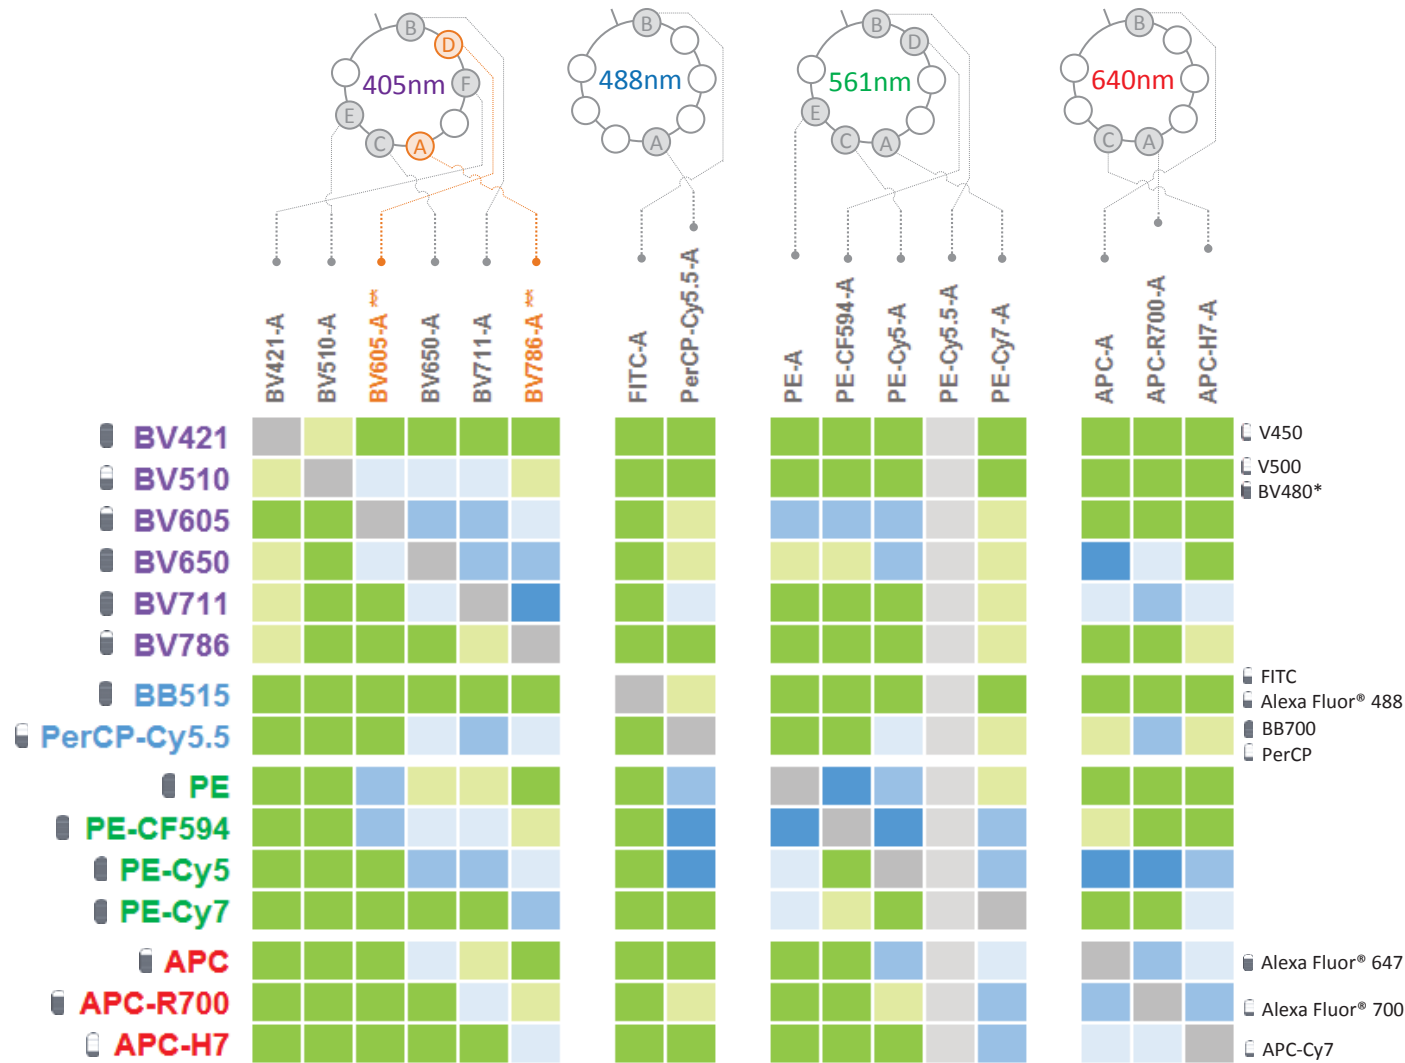 B
D
F
E
C
A
405nm
B
A
488nm
B
D
E
C
A
561nm
B
C
A
640nm
BV421-A
BV510-A
BV605-A **
BV650-A
BV711-A
BV786-A **
FITC-A
PerCP-Cy5.5-A
PE-A
PE-CF594-A
PE-Cy5-A
PE-Cy5.5-A
PE-Cy7-A
APC-A
APC-R700-A
APC-H7-A
BV421
V450
BV510
V500
BV480*
BV605
BV650
BV711
BV786
BB515
FITC
Alexa Fluor® 488
PerCP-Cy5.5
BB700
PerCP
PE
PE-CF594
PE-Cy5
PE-Cy7
APC
Alexa Fluor® 647
APC-R700
Alexa Fluor® 700
APC-H7
APC-Cy7